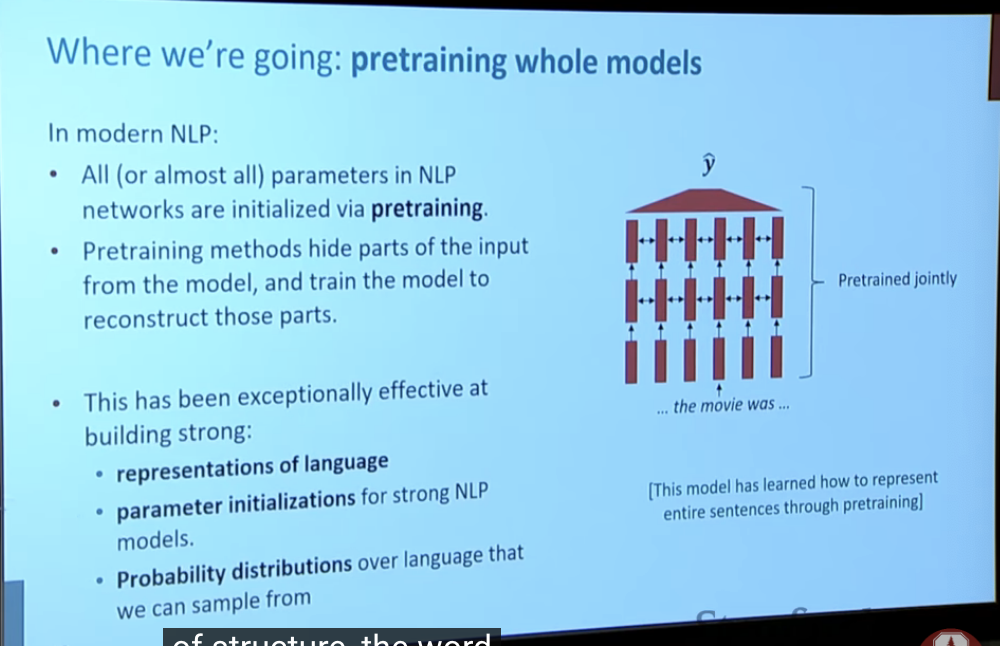 Where we're going: pretraining whole models
In modern NLP:
• All (or almost all) parameters in NLP
networks are initialized via pretraining.
• Pretraining methods hide parts of the input
from the model, and train the model to
reconstruct those parts.
• This has been exceptionally effective at
building strong:
• representations of language
• parameter initializations for strong NLP
models.
• Probability distributions over language that
we can sample from
ŷ
Pretrained jointly
... the movie was ...
[This model has learned how to represent
entire sentences through pretraining]
of structure, the word